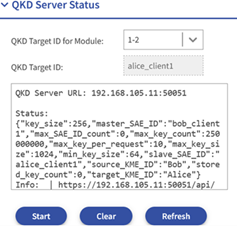 QKD Server Status
QKD Target ID for Module:
1-2
QKD Target ID:
alice_client1
QKD Server URL: 192.168.105.11:50051
Status:
{"key_size":256,"master_SAE_ID":"bob_client
1","max_SAE_ID_count":0,"max_key_count":250
000000,"max_key_per_request":10,"max_key_si
ze":1024,"min_key_size":64,"slave_SAE_ID":"
alice_client1","source_KME_ID":"Bob","store
d_key_count":0,"target_KME_ID":"Alice"}
Info: | https://192.168.105.11:50051/api/
Start
Clear
Refresh